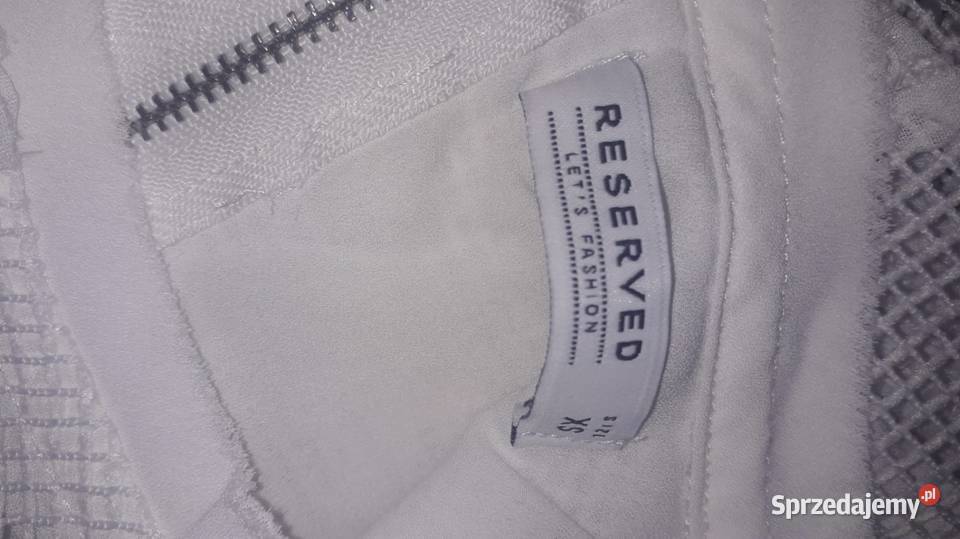 RESERVED
LET'S FASHION
XS
Sprzedajemy.pl